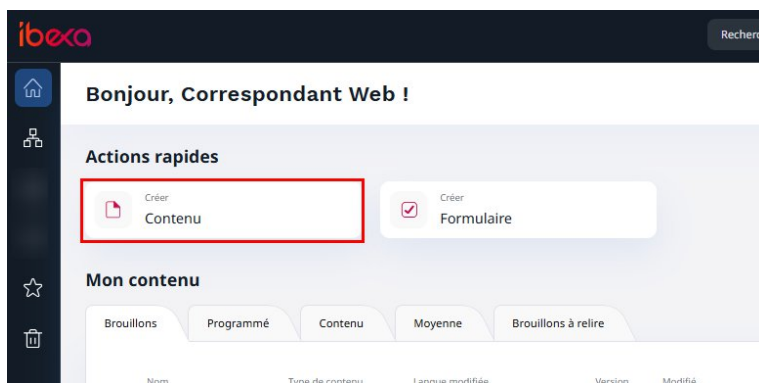 ibexa
Recherc
Bonjour, Correspondant Web !
Actions rapides
Créer
Contenu
Créer
Formulaire
Mon contenu
Brouillons Programmé Contenu Moyenne Brouillons à relire
Nom Type de contenu Langue modifiée Version Modifié